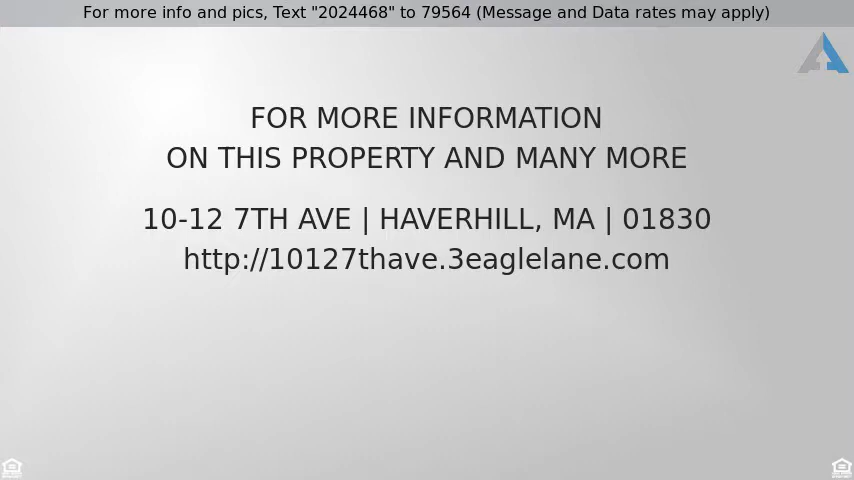 For more info and pics, Text "2024468" to 79564 (Message and Data rates may apply)
FOR MORE INFORMATION
ON THIS PROPERTY AND MANY MORE
10-12 7TH AVE | HAVERHILL, MA | 01830
http://10127thave.3eaglelane.com